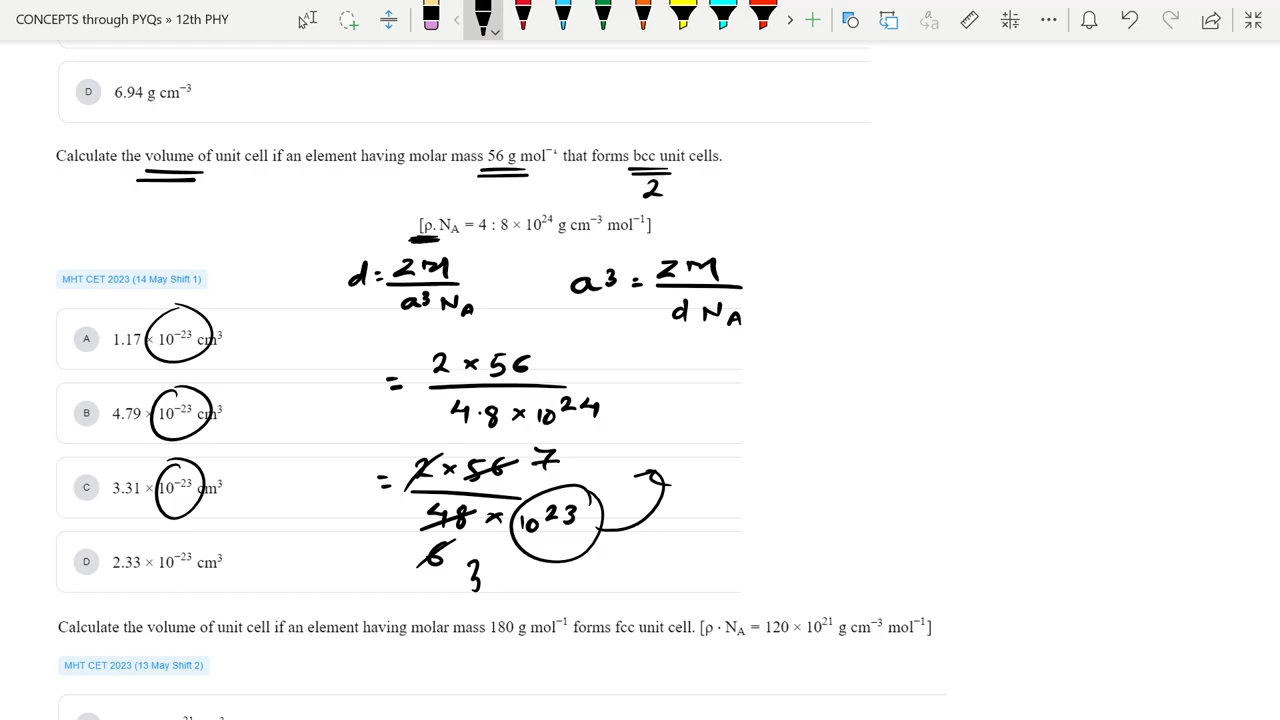 CONCEPTS through PYQs » 12th PHY
D 6.94 g cm⁻³
Calculate the volume of unit cell if an element having molar mass 56 g mol⁻¹ that forms bcc unit cells.
2
[ρ. N_A = 4 : 8 × 10²⁴ g cm⁻³ mol⁻¹]
MHT CET 2023 (14 May Shift 1)
d = ZM / a³ N_A
a³ = ZM / d N_A
A 1.17 × 10⁻²³ cm³
= 2 × 56 / 4.8 × 10²⁴
B 4.79 × 10⁻²³ cm³
= 2 × 56 7 / 48 × 10²³
6 3
C 3.31 × 10⁻²³ cm³
D 2.33 × 10⁻²³ cm³
Calculate the volume of unit cell if an element having molar mass 180 g mol⁻¹ forms fcc unit cell. [ρ · N_A = 120 × 10²¹ g cm⁻³ mol⁻¹]
MHT CET 2023 (13 May Shift 2)